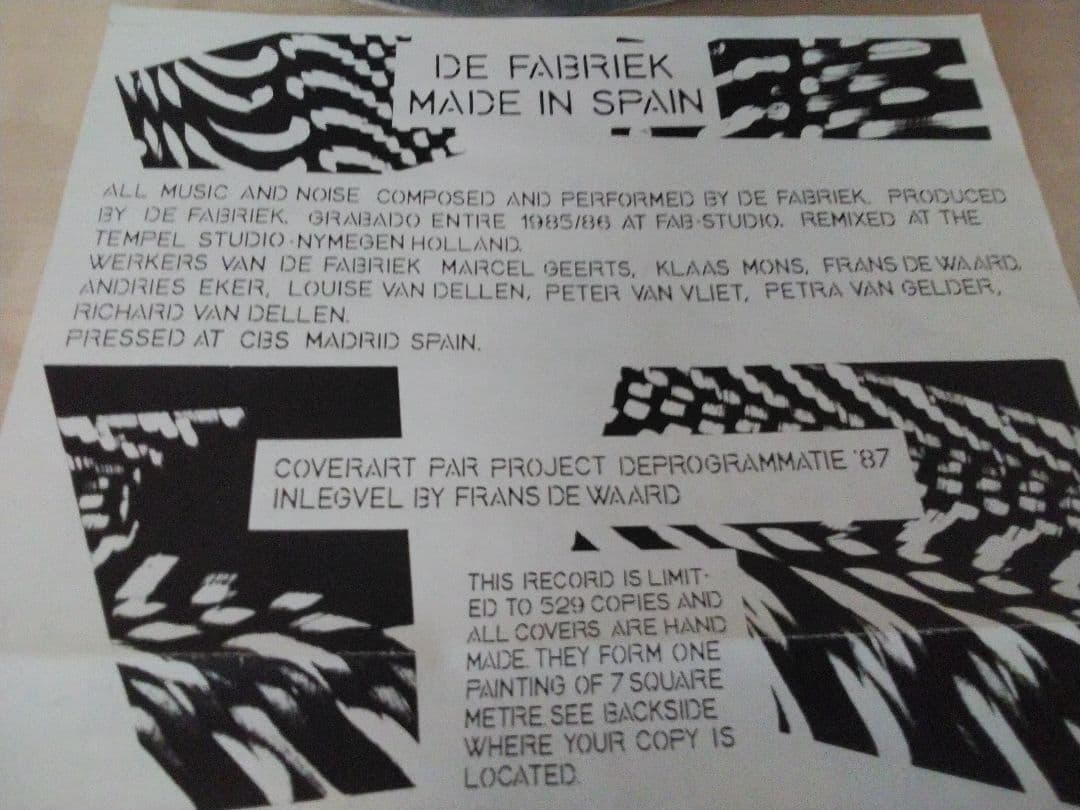 DE FABRIEK
MADE IN SPAIN
ALL MUSIC AND NOISE COMPOSED AND PERFORMED BY DE FABRIEK. PRODUCED
BY DE FABRIEK. GRABADO ENTRE 1985/86 AT FAB·STUDIO. REMIXED AT THE
TEMPEL STUDIO·NYMEGEN HOLLAND.
WERKERS VAN DE FABRIEK MARCEL GEERTS, KLAAS MONS, FRANS DE WAARD,
ANDRIES EKER, LOUISE VAN DELLEN, PETER VAN VLIET, PETRA VAN GELDER,
RICHARD VAN DELLEN.
PRESSED AT CBS MADRID SPAIN.
COVERART PAR PROJECT DEPROGRAMMATIE '87
INLEGVEL BY FRANS DE WAARD
THIS RECORD IS LIMIT-
ED TO 529 COPIES AND
ALL COVERS ARE HAND
MADE. THEY FORM ONE
PAINTING OF 7 SQUARE
METRE. SEE BACKSIDE
WHERE YOUR COPY IS
LOCATED.